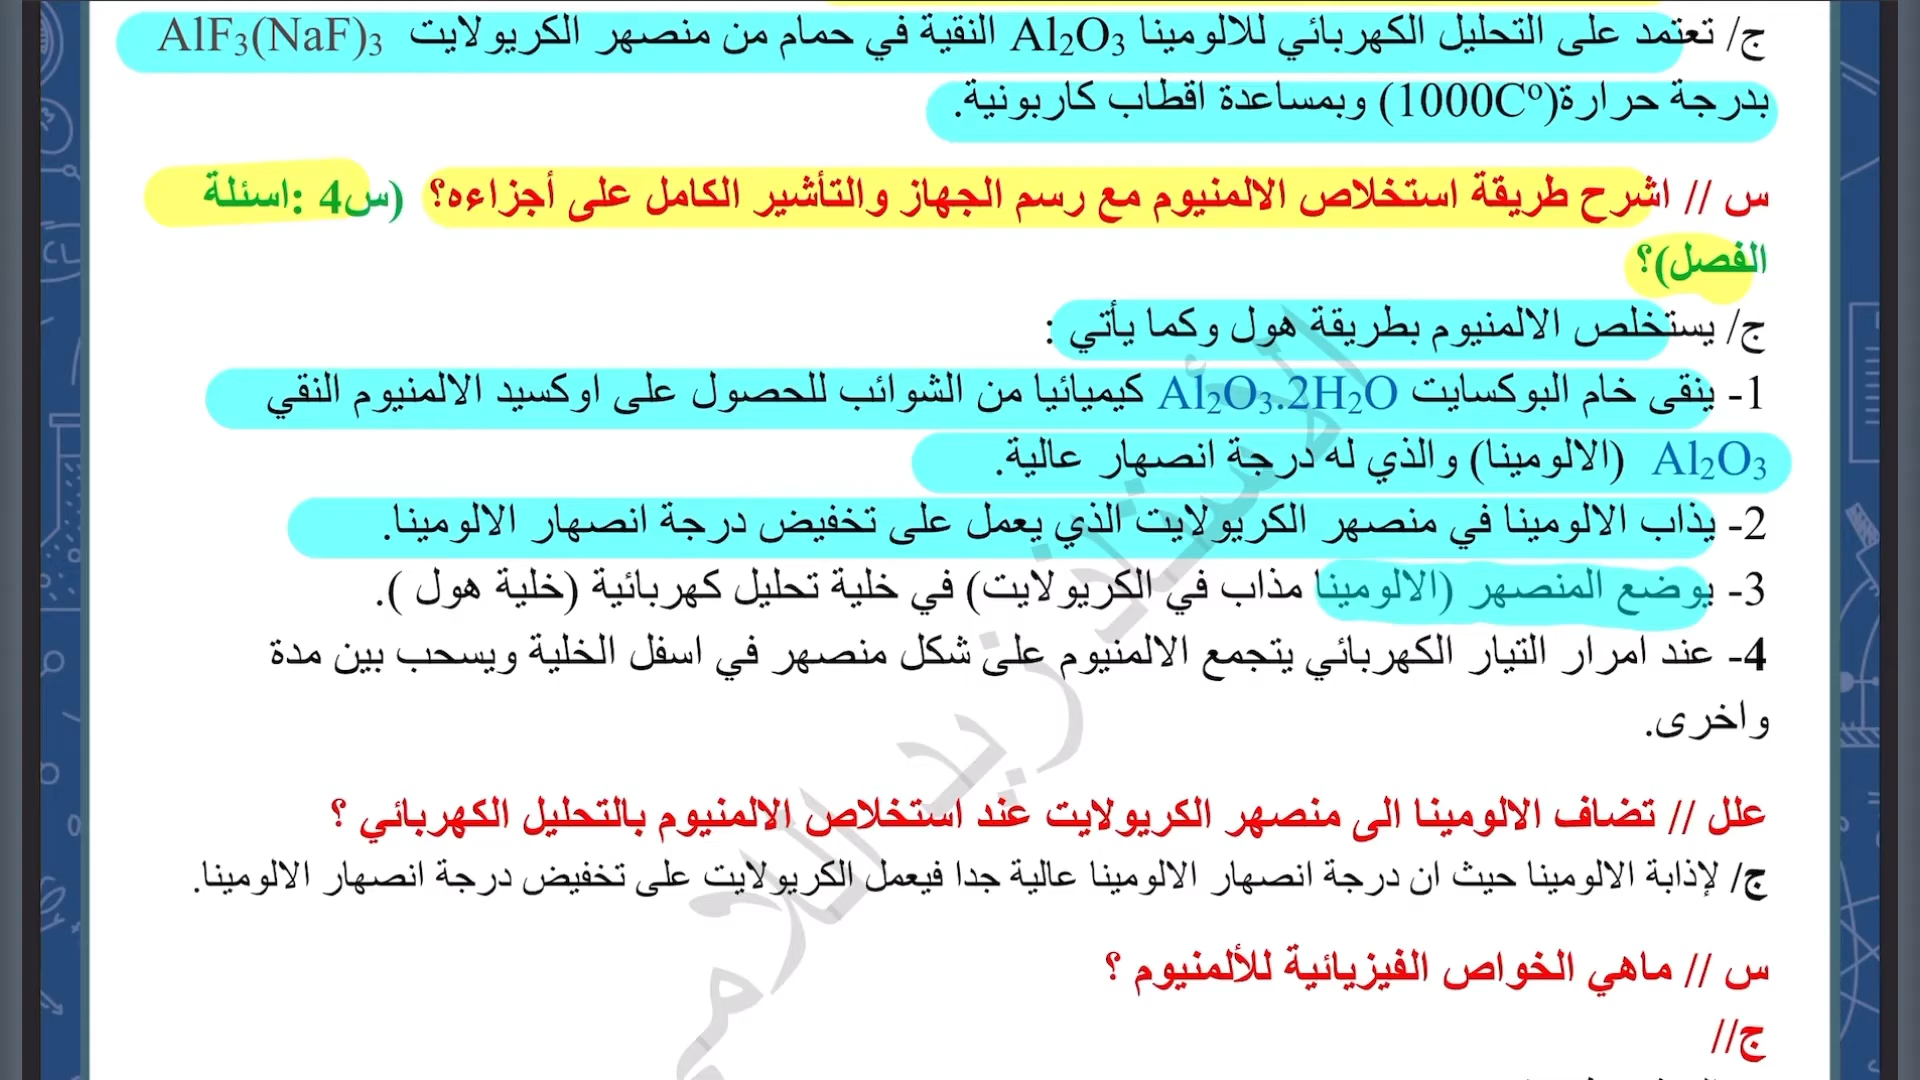 ج/ تعتمد على التحليل الكهربائي للالومينا Al₂O₃ النقية في حمام من منصهر الكريولايت AlF₃(NaF)₃
بدرجة حرارة(1000Cº) وبمساعدة اقطاب كاربونية.
س // اشرح طريقة استخلاص الالمنيوم مع رسم الجهاز والتأشير الكامل على أجزاءه؟ (س4 :اسئلة
الفصل)؟
ج/ يستخلص الالمنيوم بطريقة هول وكما يأتي :
1- ينقى خام البوكسايت Al₂O₃.2H₂O كيميائيا من الشوائب للحصول على اوكسيد الالمنيوم النقي
Al₂O₃ (الالومينا) والذي له درجة انصهار عالية.
2- يذاب الالومينا في منصهر الكريولايت الذي يعمل على تخفيض درجة انصهار الالومينا.
3- يوضع المنصهر (الالومينا مذاب في الكريولايت) في خلية تحليل كهربائية (خلية هول ).
4- عند امرار التيار الكهربائي يتجمع الالمنيوم على شكل منصهر في اسفل الخلية ويسحب بين مدة
واخرى.
علل // تضاف الالومينا الى منصهر الكريولايت عند استخلاص الالمنيوم بالتحليل الكهربائي ؟
ج/ لإذابة الالومينا حيث ان درجة انصهار الالومينا عالية جدا فيعمل الكريولايت على تخفيض درجة انصهار الالومينا.
س // ماهي الخواص الفيزيائية للألمنيوم ؟
ج//
الأستاذ زيد اللامي